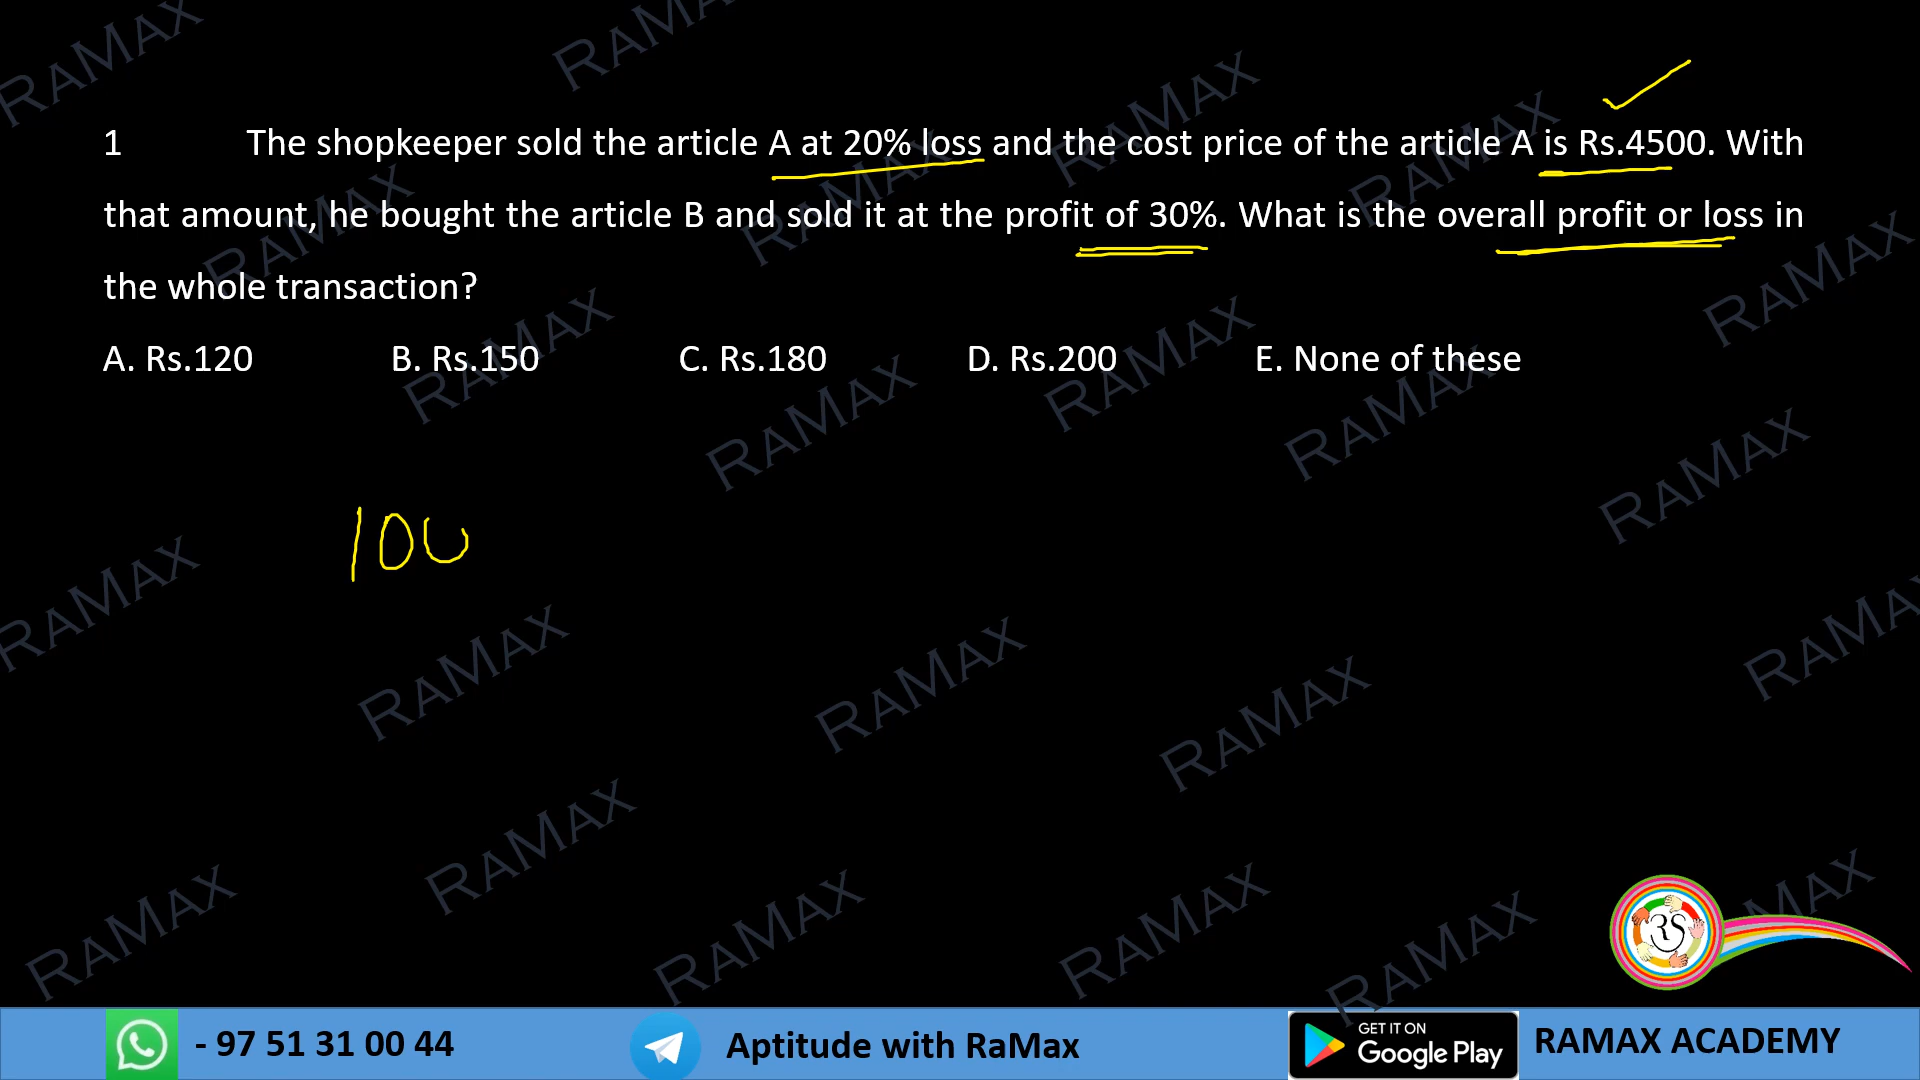 1 The shopkeeper sold the article A at 20% loss and the cost price of the article A is Rs.4500. With
that amount, he bought the article B and sold it at the profit of 30%. What is the overall profit or loss in
the whole transaction?
A. Rs.120 B. Rs.150 C. Rs.180 D. Rs.200 E. None of these
100
RAMAX
RS
- 97 51 31 00 44
Aptitude with RaMax
GET IT ON
Google Play
RAMAX ACADEMY